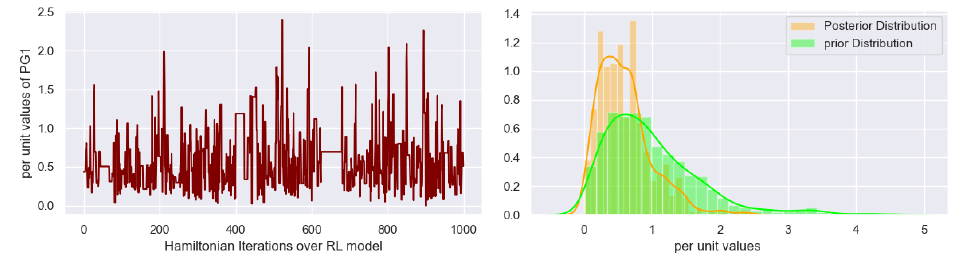 per unit values of PG1
2.5
2.0
1.5
1.0
0.5
0.0
0 200 400 600 800 1000
Hamiltonian Iterations over RL model
1.4
1.2
1.0
0.8
0.6
0.4
0.2
0.0
Posterior Distribution
prior Distribution
0 1 2 3 4 5
per unit values